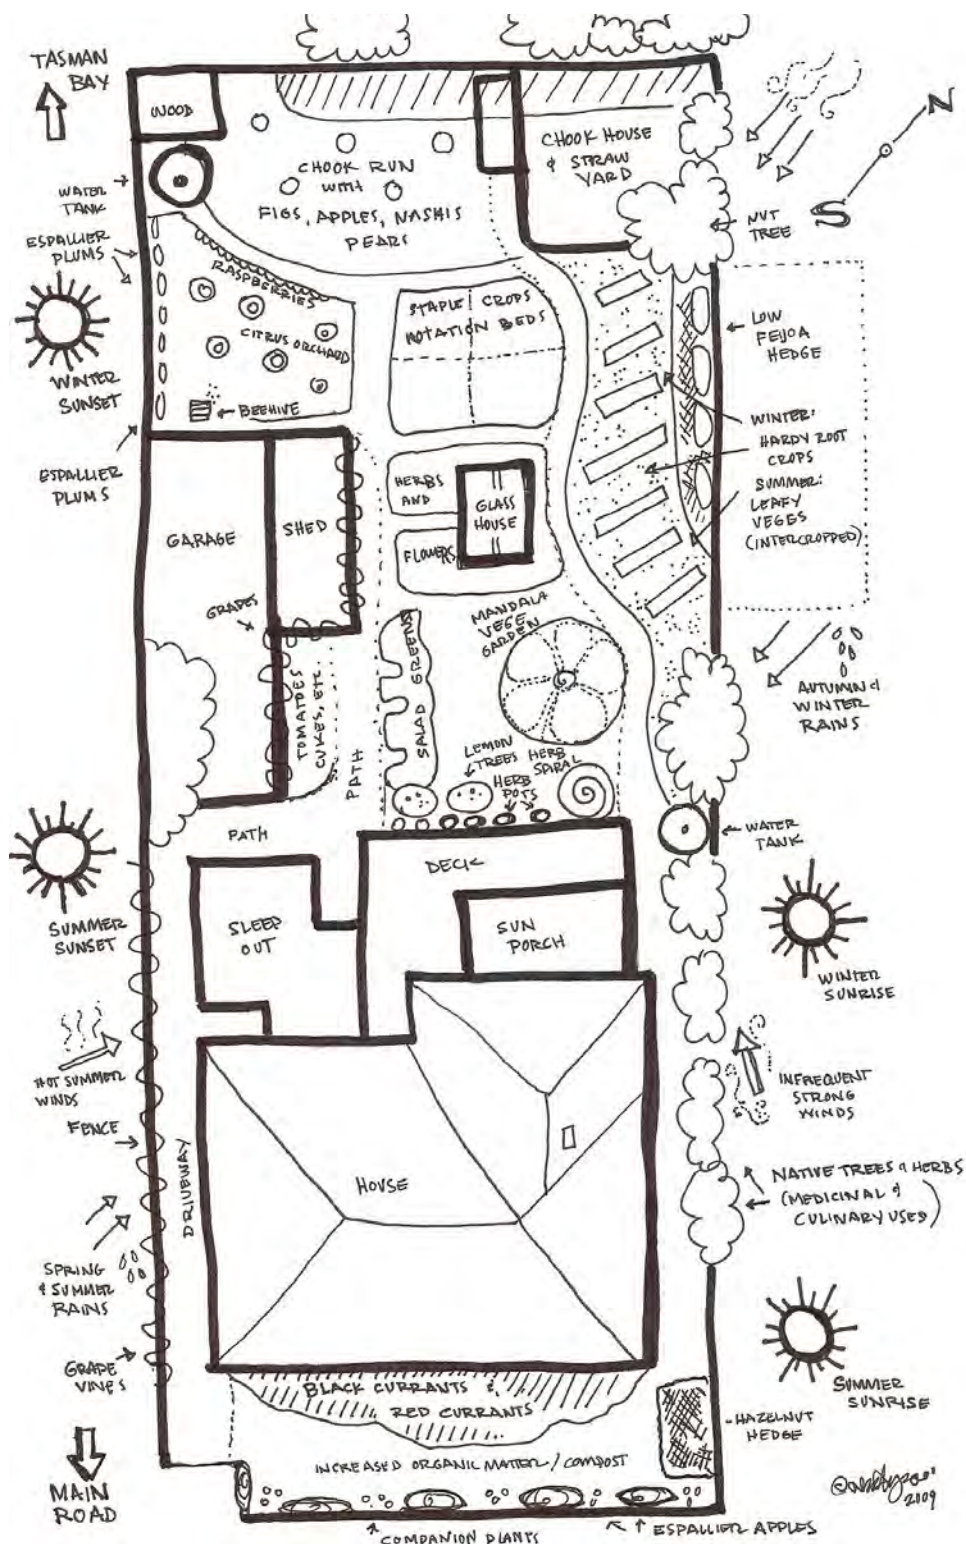 TASMAN
BAY
WOOD
CHOOK RUN
WITH
FIGS, APPLES, NASHIS
PEARS
CHOOK HOUSE
& STRAW
YARD
N
S
WATER
TANK
NUT
TREE
ESPALLIER
PLUMS
RASPBERRIES
CITRUS ORCHARD
BEEHIVE
STAPLE CROPS
ROTATION BEDS
LOW
FEIJOA
HEDGE
WINTER
SUNSET
WINTER:
HARDY ROOT
CROPS
SUMMER:
LEAFY
VEGES
(INTERCROPPED)
ESPALLIER
PLUMS
GARAGE
SHED
HERBS
AND
FLOWERS
GLASS
HOUSE
GRAPES
TOMATOES
CUKES, ETC
PATH
SALAD GREENS
MANDALA
VEGE
GARDEN
AUTUMN &
WINTER
RAINS
LEMON
TREES
HERB
SPIRAL
HERB
POTS
PATH
WATER
TANK
DECK
SUMMER
SUNSET
SLEEP
OUT
SUN
PORCH
WINTER
SUNRISE
HOT SUMMER
WINDS
INFREQUENT
STRONG
WINDS
FENCE
DRIVEWAY
HOUSE
NATIVE TREES & HERBS
(MEDICINAL &
CULINARY USED)
SPRING
& SUMMER
RAINS
GRAPE
VINES
BLACK CURRANTS &
RED CURRANTS
SUMMER
SUNRISE
HAZELNUT
HEDGE
INCREASED ORGANIC MATTER / COMPOST
MAIN
ROAD
COMPANION PLANTS
ESPALLIER APPLES
2009